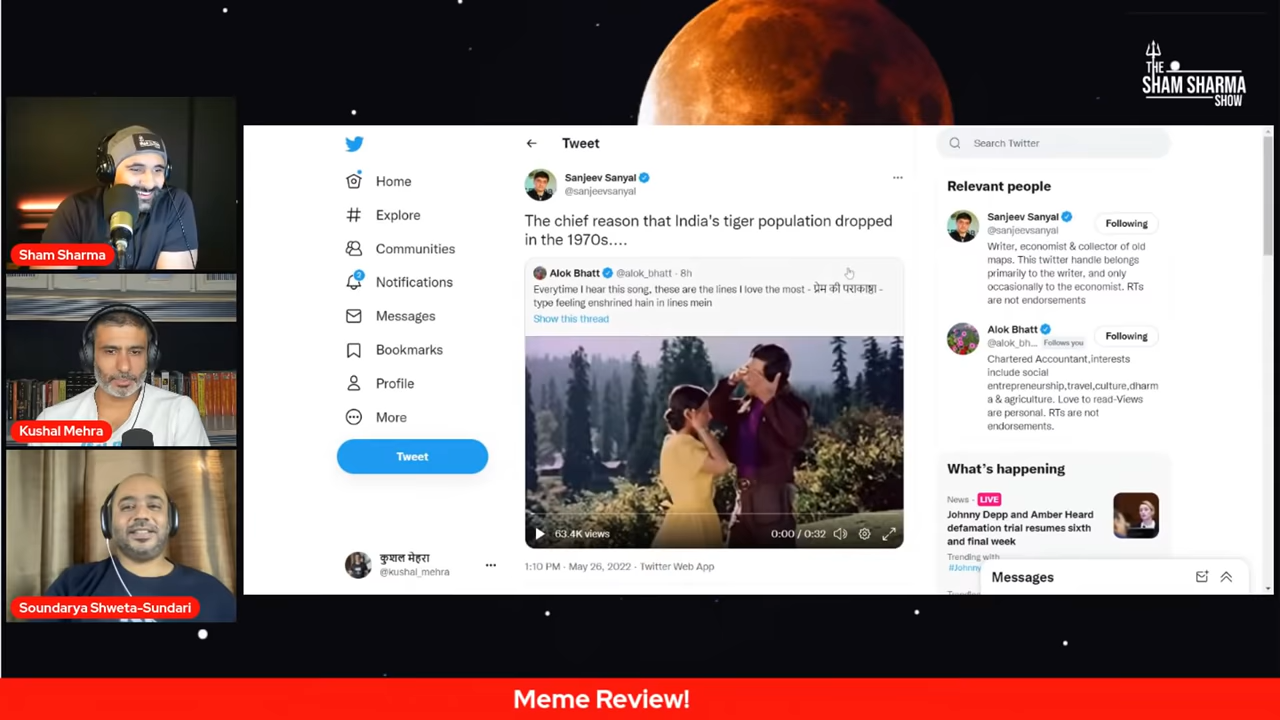 THE
SHAM SHARMA
SHOW
Sham Sharma
Kushal Mehra
Soundarya Shweta-Sundari
Home
Explore
Communities
2
Notifications
Messages
Bookmarks
Profile
More
Tweet
कुशल मेहरा
@kushal_mehra
Tweet
Sanjeev Sanyal
@sanjeevsanyal
The chief reason that India's tiger population dropped
in the 1970s....
Alok Bhatt @alok_bhatt · 8h
Everytime I hear this song, these are the lines I love the most - प्रेम की पराकाष्ठा -
type feeling enshrined hain in lines mein
Show this thread
63.4K views
0:00 / 0:32
1:10 PM · May 26, 2022 · Twitter Web App
Search Twitter
Relevant people
Sanjeev Sanyal
@sanjeevsanyal
Following
Writer, economist & collector of old
maps. This twitter handle belongs
primarily to the writer, and only
occasionally to the economist. RTs
are not endorsements
Alok Bhatt
@alok_bh... Follows you
Following
Chartered Accountant,interests
include social
entrepreneurship,travel,culture,dharm
a & agriculture. Love to read-Views
are personal. RTs are not
endorsements.
What's happening
News · LIVE
Johnny Depp and Amber Heard
defamation trial resumes sixth
and final week
Trending with
#Johnny
Messages
Meme Review!